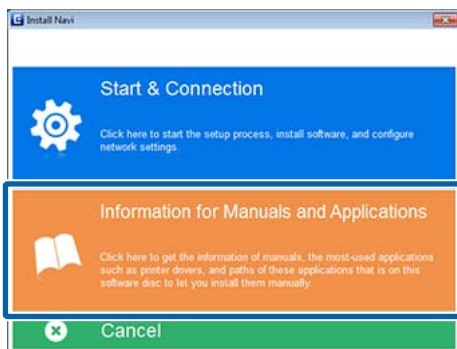 Install Navi
Start & Connection
Click here to start the setup process, install software, and configure
network settings.
Information for Manuals and Applications
Click here to get the information of manuals, the most-used applications
such as printer drivers, and paths of these applications that is on this
software disc to let you install them manually.
Cancel